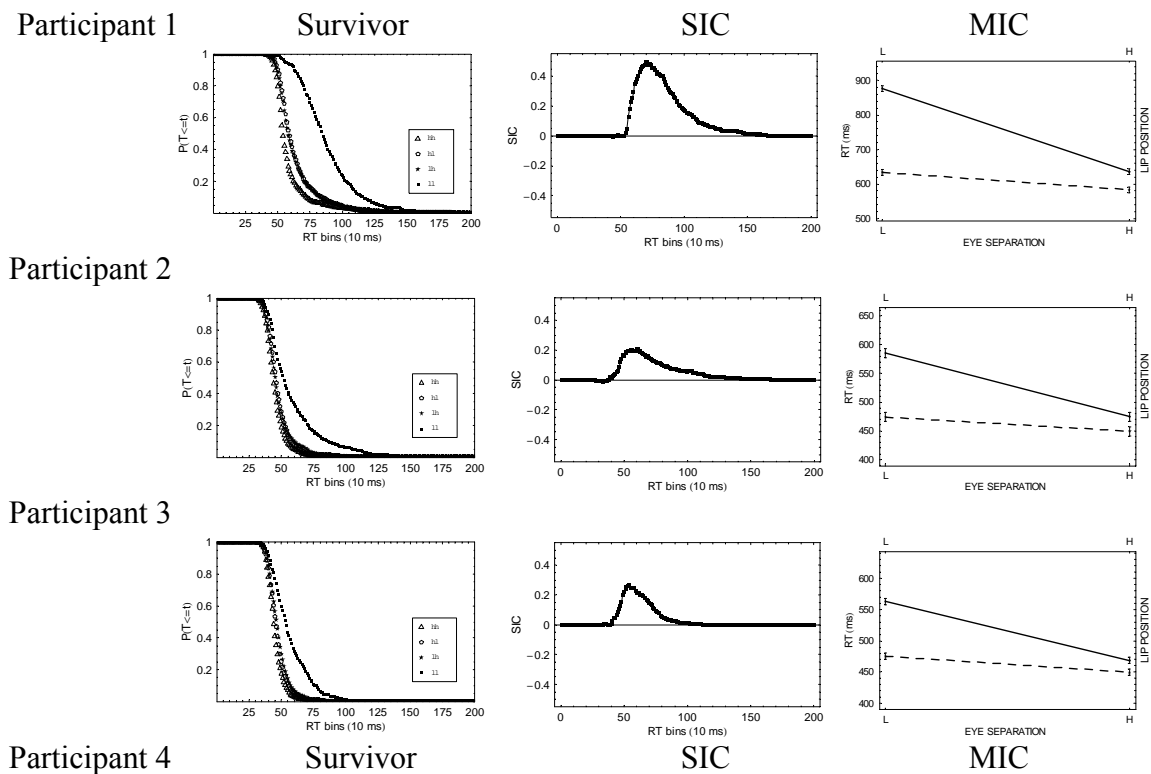 Participant 1 Survivor SIC MIC
1
0.8
0.6
0.4
0.2
P(T<=t)
hh
hl
lh
ll
25 50 75 100 125 150 175 200
RT bins (10 ms)
0.4
0.2
0
−0.2
−0.4
SIC
0 50 100 150 200
RT bins (10 ms)
L H
900
800
700
600
500
RT (ms)
LIP POSITION
L H
EYE SEPARATION
Participant 2
1
0.8
0.6
0.4
0.2
P(T<=t)
hh
hl
lh
ll
25 50 75 100 125 150 175 200
RT bins (10 ms)
0.4
0.2
0
−0.2
−0.4
SIC
0 50 100 150 200
RT bins (10 ms)
L H
650
600
550
500
450
400
RT (ms)
LIP POSITION
L H
EYE SEPARATION
Participant 3
1
0.8
0.6
0.4
0.2
P(T<=t)
hh
hl
lh
ll
25 50 75 100 125 150 175 200
RT bins (10 ms)
0.4
0.2
0
−0.2
−0.4
SIC
0 50 100 150 200
RT bins (10 ms)
L H
600
550
500
450
400
RT (ms)
LIP POSITION
L H
EYE SEPARATION
Participant 4 Survivor SIC MIC